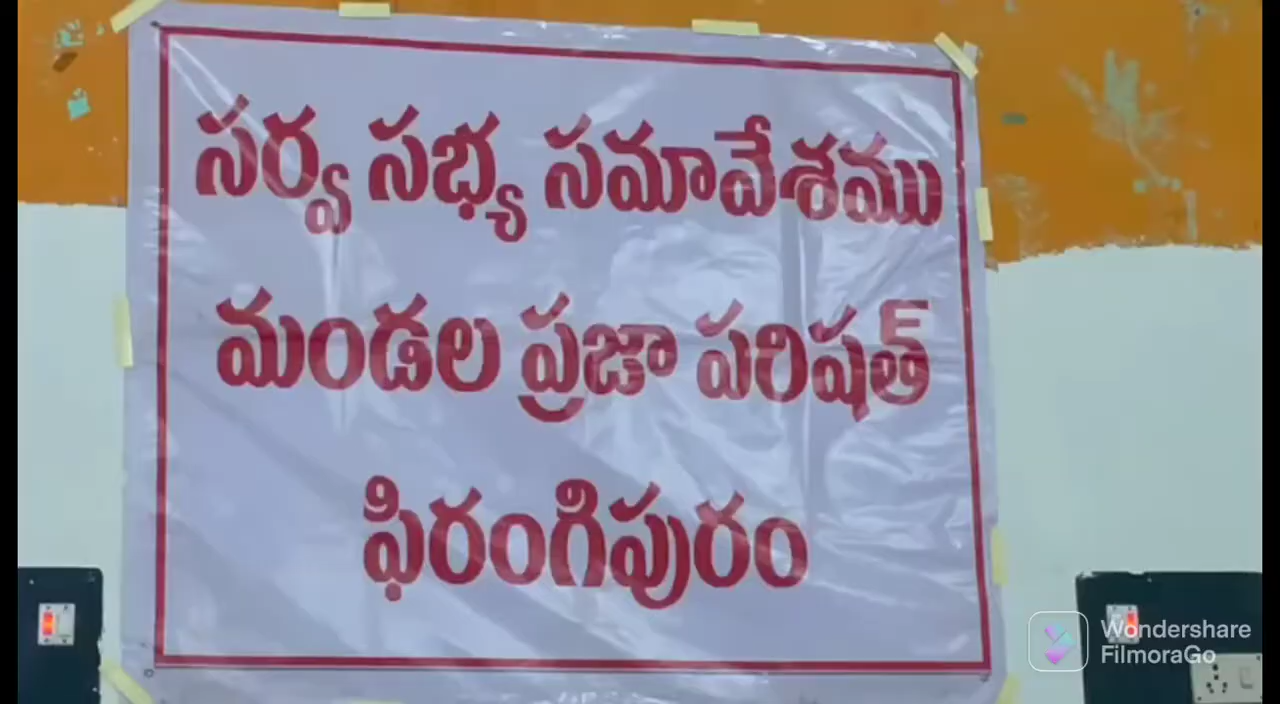 సర్వ సభ్య సమావేశము
మండల ప్రజా పరిషత్
ఫిరంగిపురం
Wondershare
FilmoraGo